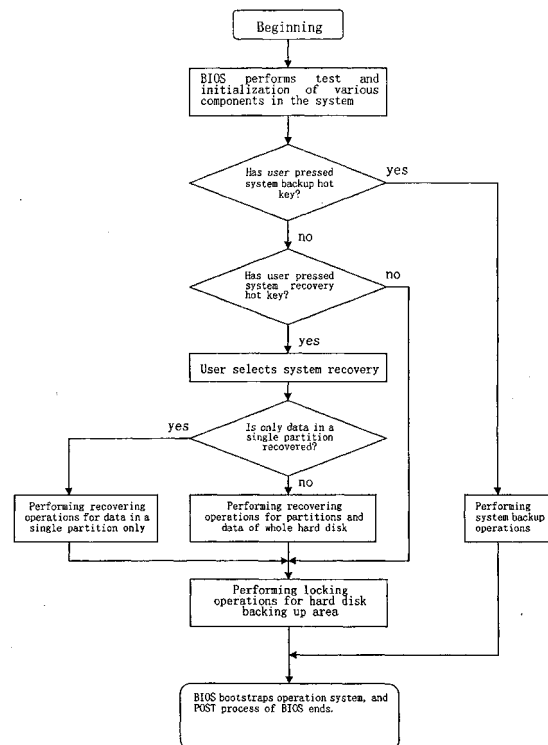 Beginning
BIOS performs test and
initialization of various
components in the system
Has user pressed
system backup hot
key?
yes
no
Has user pressed
system recovery
hot key?
no
yes
User selects system recovery
Is only data in a
single partition
recovered?
yes
no
Performing recovering
operations for data in a
single partition only
Performing recovering
operations for partitions and
data of whole hard disk
Performing
system backup
operations
Performing locking
operations for hard disk
backing up area
BIOS bootstraps operation system, and
POST process of BIOS ends.